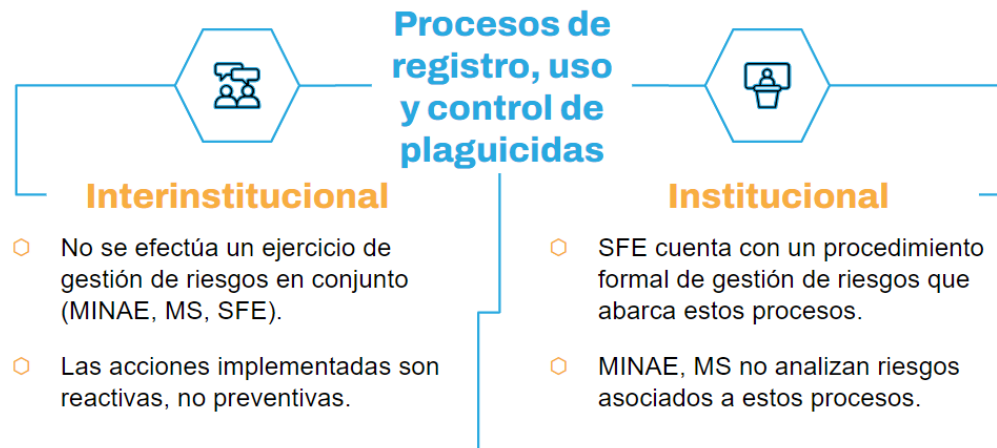 Procesos de
registro, uso
y control de
plaguicidas
Interinstitucional
No se efectúa un ejercicio de
gestión de riesgos en conjunto
(MINAE, MS, SFE).
Las acciones implementadas son
reactivas, no preventivas.
Institucional
SFE cuenta con un procedimiento
formal de gestión de riesgos que
abarca estos procesos.
MINAE, MS no analizan riesgos
asociados a estos procesos.